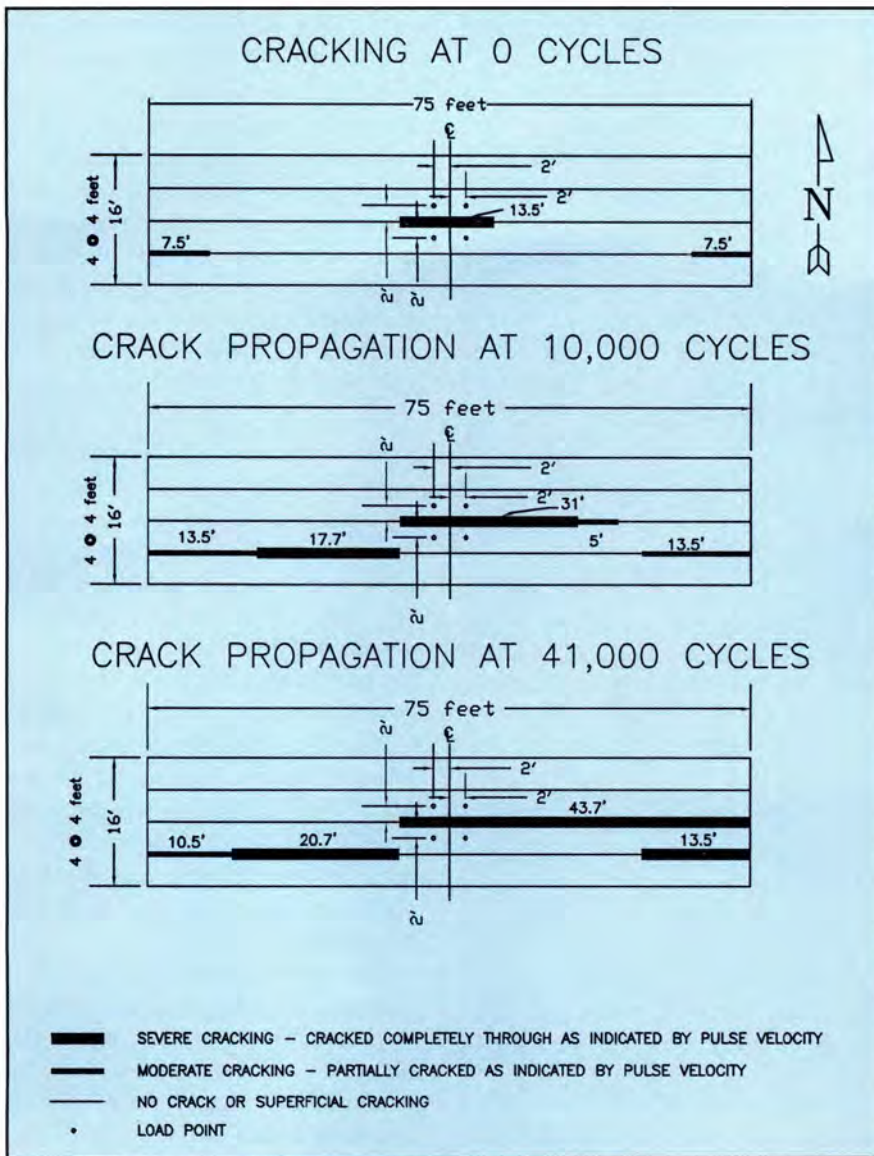 CRACKING AT 0 CYCLES
75 feet
℄
2'
2'
13.5'
4 @ 4 feet
16'
7.5'
7.5'
2'
2'
N
CRACK PROPAGATION AT 10,000 CYCLES
75 feet
℄
2'
2'
2'
31'
4 @ 4 feet
16'
13.5'
17.7'
5'
13.5'
2'
CRACK PROPAGATION AT 41,000 CYCLES
75 feet
℄
2'
2'
2'
43.7'
4 @ 4 feet
16'
10.5'
20.7'
13.5'
2'
SEVERE CRACKING – CRACKED COMPLETELY THROUGH AS INDICATED BY PULSE VELOCITY
MODERATE CRACKING – PARTIALLY CRACKED AS INDICATED BY PULSE VELOCITY
NO CRACK OR SUPERFICIAL CRACKING
LOAD POINT